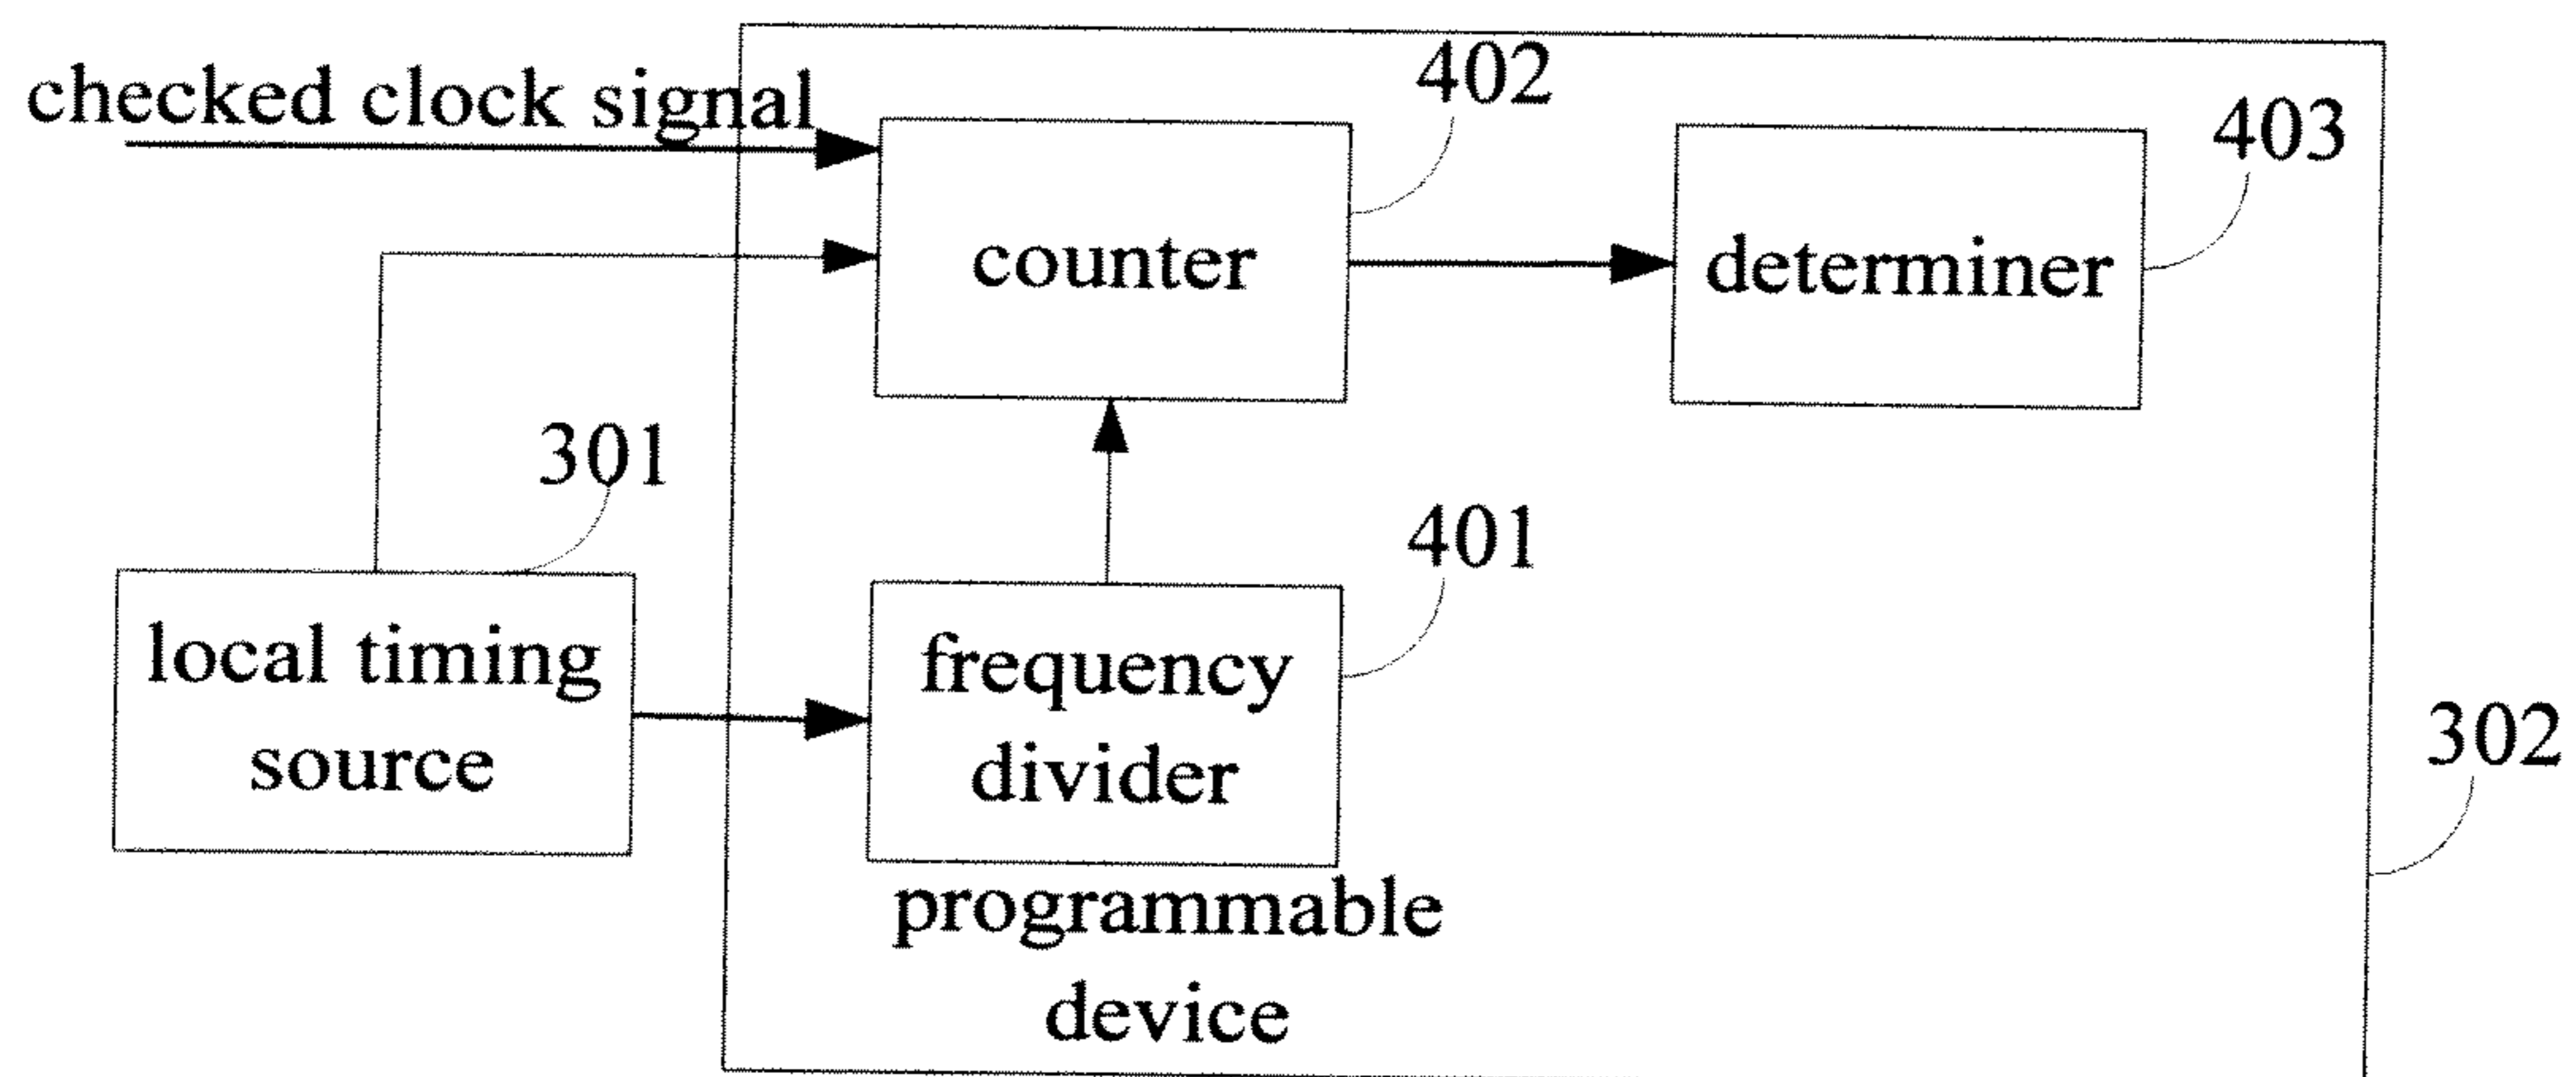 checked clock signal
402
403
counter
determiner
301
401
local timing
source
frequency
divider
302
programmable
device